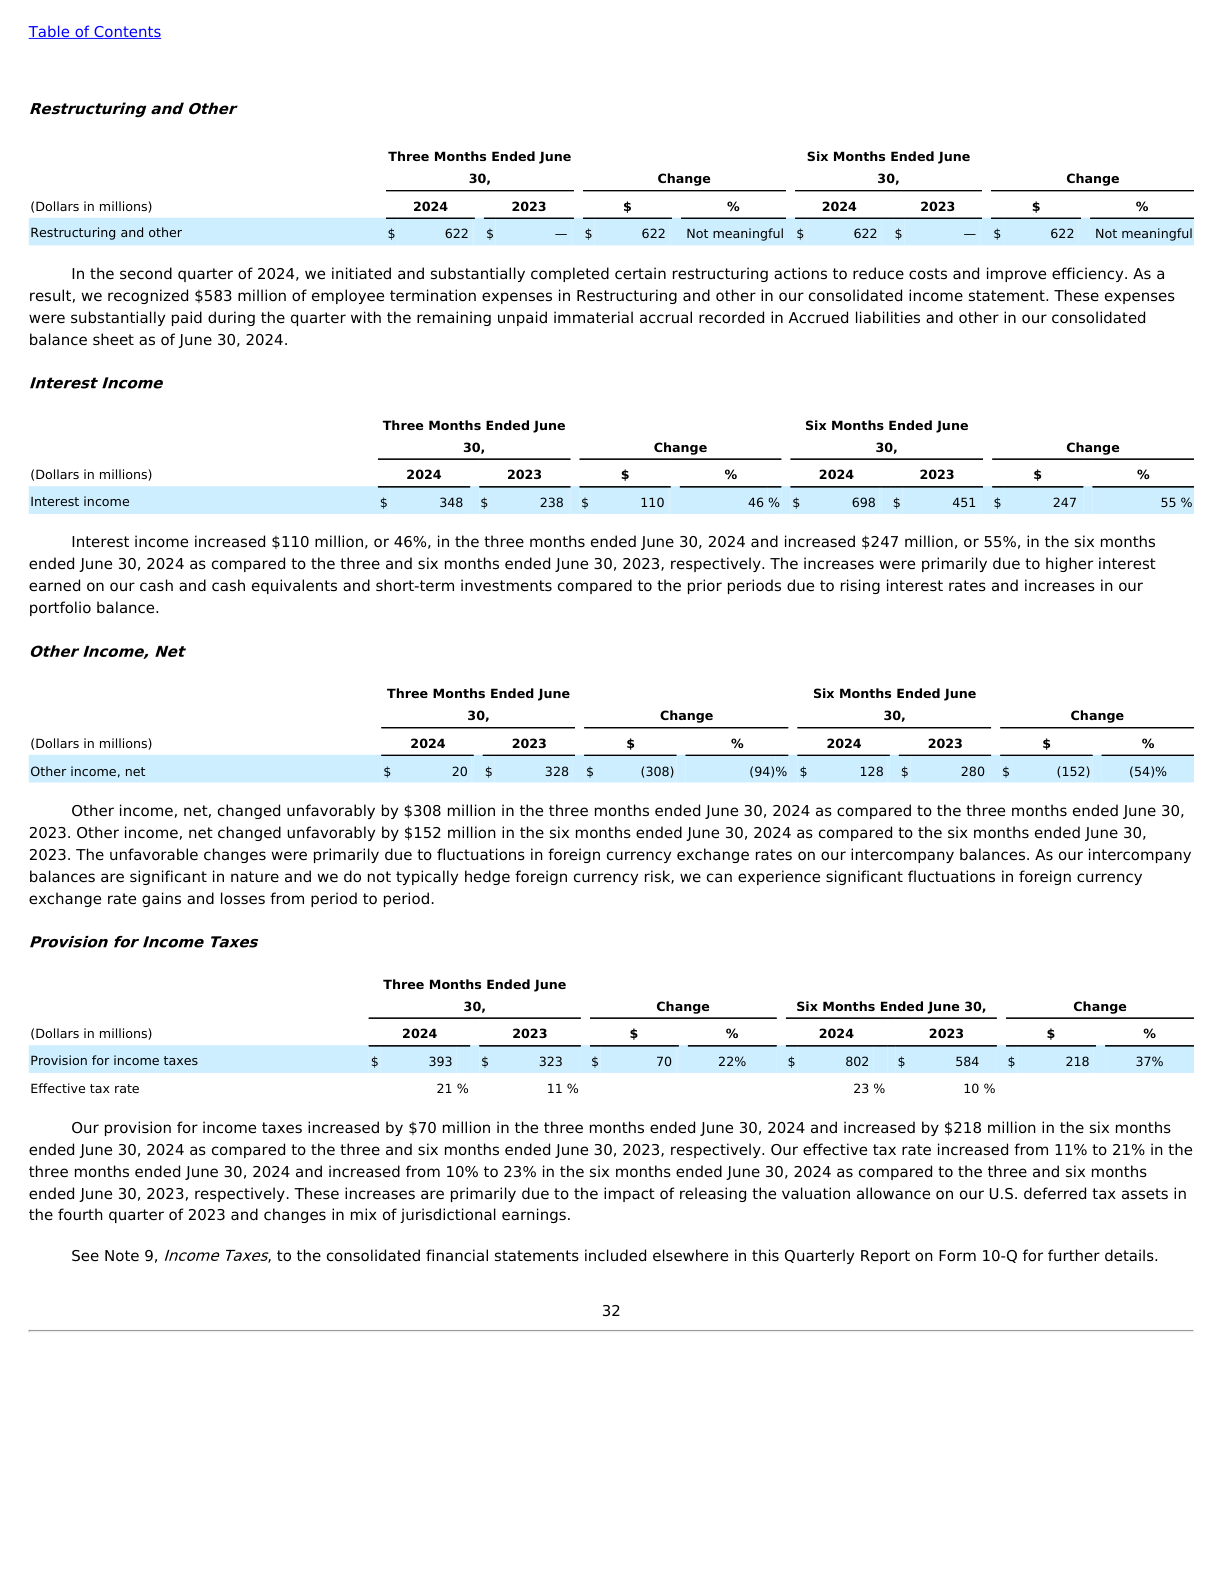 Table of Contents
Restructuring and Other
Three Months Ended June Six Months Ended June
30, Change 30, Change
(Dollars in millions) 2024 2023 $ % 2024 2023 $ %
Restructuring and other $ 622 $ — $ 622 Not meaningful $ 622 $ — $ 622 Not meaningful
In the second quarter of 2024, we initiated and substantially completed certain restructuring actions to reduce costs and improve efficiency. As a
result, we recognized $583 million of employee termination expenses in Restructuring and other in our consolidated income statement. These expenses
were substantially paid during the quarter with the remaining unpaid immaterial accrual recorded in Accrued liabilities and other in our consolidated
balance sheet as of June 30, 2024.
Interest Income
Three Months Ended June Six Months Ended June
30, Change 30, Change
(Dollars in millions) 2024 2023 $ % 2024 2023 $ %
Interest income $ 348 $ 238 $ 110 46 % $ 698 $ 451 $ 247 55 %
Interest income increased $110 million, or 46%, in the three months ended June 30, 2024 and increased $247 million, or 55%, in the six months
ended June 30, 2024 as compared to the three and six months ended June 30, 2023, respectively. The increases were primarily due to higher interest
earned on our cash and cash equivalents and short-term investments compared to the prior periods due to rising interest rates and increases in our
portfolio balance.
Other Income, Net
Three Months Ended June Six Months Ended June
30, Change 30, Change
(Dollars in millions) 2024 2023 $ % 2024 2023 $ %
Other income, net $ 20 $ 328 $ (308) (94)% $ 128 $ 280 $ (152) (54)%
Other income, net, changed unfavorably by $308 million in the three months ended June 30, 2024 as compared to the three months ended June 30,
2023. Other income, net changed unfavorably by $152 million in the six months ended June 30, 2024 as compared to the six months ended June 30,
2023. The unfavorable changes were primarily due to fluctuations in foreign currency exchange rates on our intercompany balances. As our intercompany
balances are significant in nature and we do not typically hedge foreign currency risk, we can experience significant fluctuations in foreign currency
exchange rate gains and losses from period to period.
Provision for Income Taxes
Three Months Ended June
30, Change Six Months Ended June 30, Change
(Dollars in millions) 2024 2023 $ % 2024 2023 $ %
Provision for income taxes $ 393 $ 323 $ 70 22% $ 802 $ 584 $ 218 37%
Effective tax rate 21 % 11 % 23 % 10 %
Our provision for income taxes increased by $70 million in the three months ended June 30, 2024 and increased by $218 million in the six months
ended June 30, 2024 as compared to the three and six months ended June 30, 2023, respectively. Our effective tax rate increased from 11% to 21% in the
three months ended June 30, 2024 and increased from 10% to 23% in the six months ended June 30, 2024 as compared to the three and six months
ended June 30, 2023, respectively. These increases are primarily due to the impact of releasing the valuation allowance on our U.S. deferred tax assets in
the fourth quarter of 2023 and changes in mix of jurisdictional earnings.
See Note 9, Income Taxes, to the consolidated financial statements included elsewhere in this Quarterly Report on Form 10-Q for further details.
32